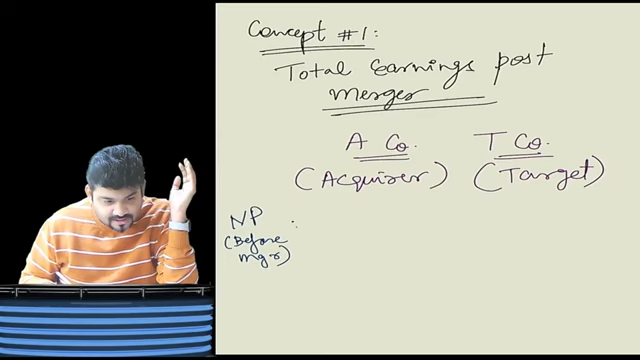 Concept #1:
Total Earnings post
Merger
A Co. T Co.
(Acquirer) (Target)
NP :
(Before
mgr)